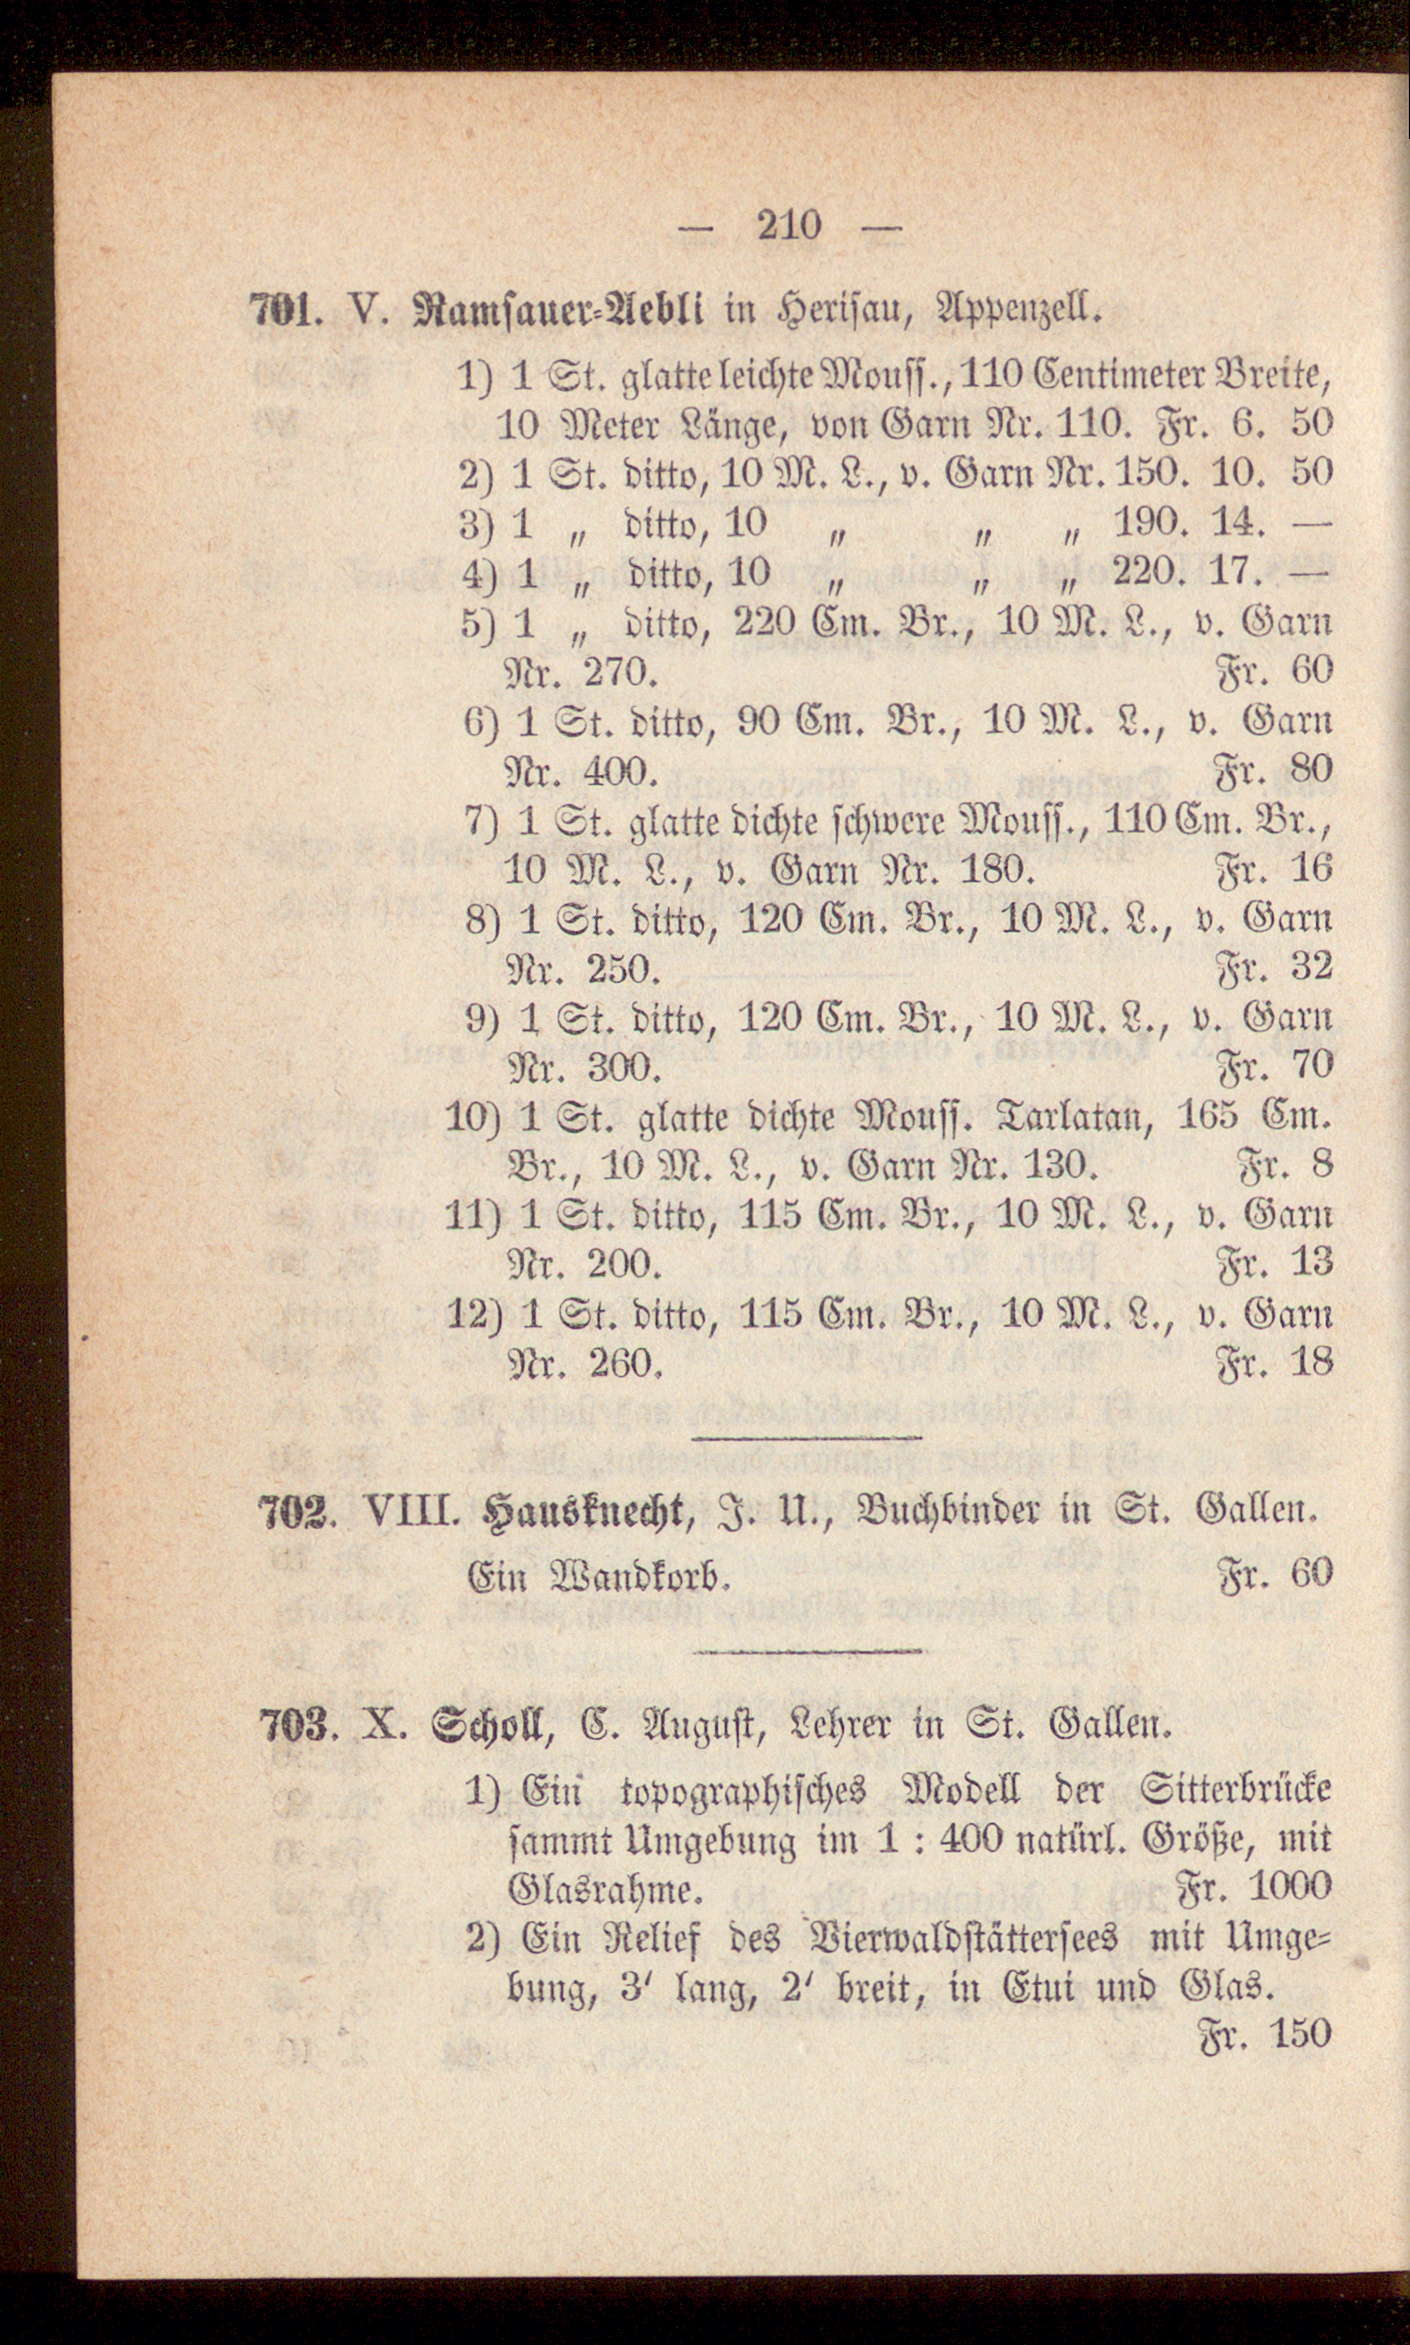 — 210 —
701. V. Ramsauer-Aebli in Herisau, Appenzell.
1) 1 St. glatte leichte Mouss., 110 Centimeter Breite,
10 Meter Länge, von Garn Nr. 110. Fr. 6. 50
2) 1 St. ditto, 10 M. L., v. Garn Nr. 150. 10. 50
3) 1 „ ditto, 10 „ „ „ 190. 14. —
4) 1 „ ditto, 10 „ „ „ 220. 17. —
5) 1 „ ditto, 220 Cm. Br., 10 M. L., v. Garn
Nr. 270. Fr. 60
6) 1 St. ditto, 90 Cm. Br., 10 M. L., v. Garn
Nr. 400. Fr. 80
7) 1 St. glatte dichte schwere Mouss., 110 Cm. Br.,
10 M. L., v. Garn Nr. 180. Fr. 16
8) 1 St. ditto, 120 Cm. Br., 10 M. L., v. Garn
Nr. 250. Fr. 32
9) 1 St. ditto, 120 Cm. Br., 10 M. L., v. Garn
Nr. 300. Fr. 70
10) 1 St. glatte dichte Mouss. Tarlatan, 165 Cm.
Br., 10 M. L., v. Garn Nr. 130. Fr. 8
11) 1 St. ditto, 115 Cm. Br., 10 M. L., v. Garn
Nr. 200. Fr. 13
12) 1 St. ditto, 115 Cm. Br., 10 M. L., v. Garn
Nr. 260. Fr. 18
702. VIII. Hausknecht, J. U., Buchbinder in St. Gallen.
Ein Wandkorb. Fr. 60
703. X. Scholl, C. August, Lehrer in St. Gallen.
1) Ein topographisches Modell der Sitterbrücke
sammt Umgebung im 1 : 400 natürl. Größe, mit
Glasrahme. Fr. 1000
2) Ein Relief des Vierwaldstättersees mit Umge-
bung, 3' lang, 2' breit, in Etui und Glas.
Fr. 150